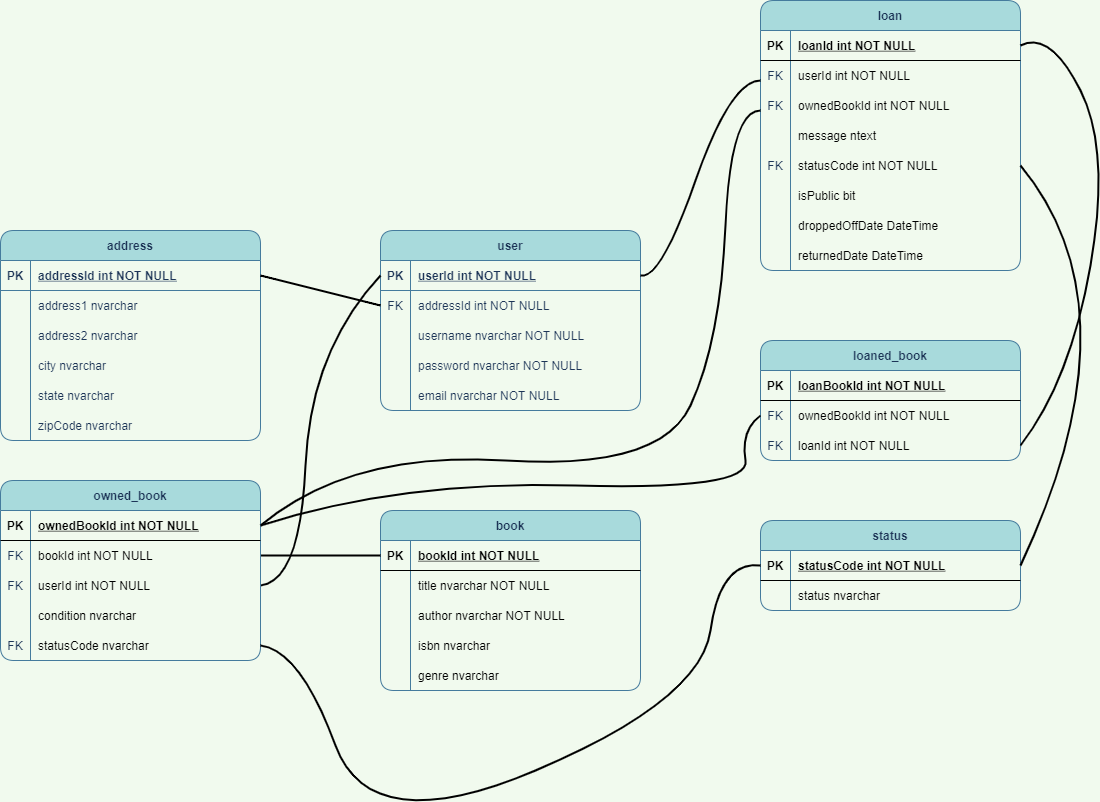 loan
PK loanId int NOT NULL
FK userId int NOT NULL
FK ownedBookId int NOT NULL
message ntext
FK statusCode int NOT NULL
isPublic bit
droppedOffDate DateTime
returnedDate DateTime
address
PK addressId int NOT NULL
address1 nvarchar
address2 nvarchar
city nvarchar
state nvarchar
zipCode nvarchar
user
PK userId int NOT NULL
FK addressId int NOT NULL
username nvarchar NOT NULL
password nvarchar NOT NULL
email nvarchar NOT NULL
loaned_book
PK loanBookId int NOT NULL
FK ownedBookId int NOT NULL
FK loanId int NOT NULL
owned_book
PK ownedBookId int NOT NULL
FK bookId int NOT NULL
FK userId int NOT NULL
condition nvarchar
FK statusCode nvarchar
book
PK bookId int NOT NULL
title nvarchar NOT NULL
author nvarchar NOT NULL
isbn nvarchar
genre nvarchar
status
PK statusCode int NOT NULL
status nvarchar